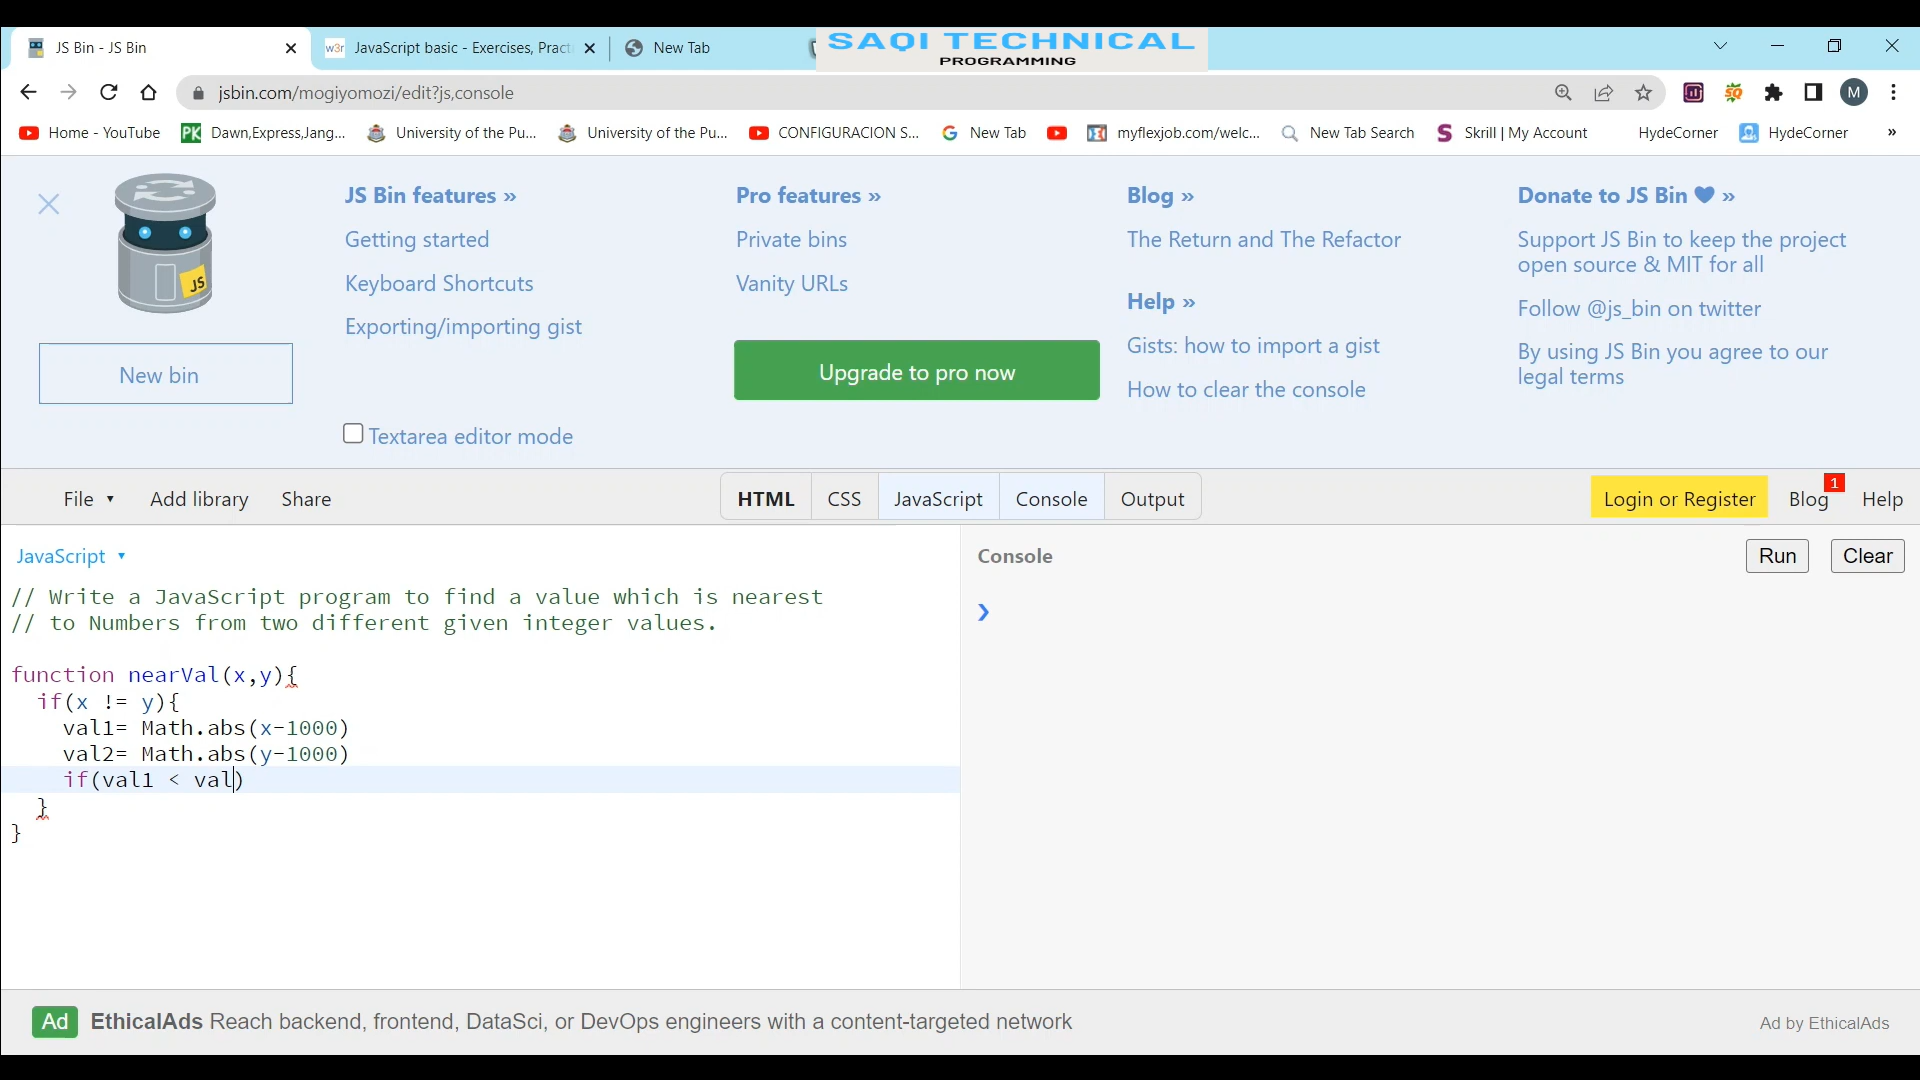 JS Bin - JS Bin
w3r JavaScript basic - Exercises, Pract
New Tab
SAQI TECHNICAL
PROGRAMMING
jsbin.com/mogiyomozi/edit?js,console
M
Home - YouTube
PK Dawn,Express,Jang...
University of the Pu...
University of the Pu...
CONFIGURACION S...
New Tab
myflexjob.com/welc...
New Tab Search
Skrill | My Account
HydeCorner
HydeCorner
»
JS
New bin
JS Bin features »
Getting started
Keyboard Shortcuts
Exporting/importing gist
Textarea editor mode
Pro features »
Private bins
Vanity URLs
Upgrade to pro now
Blog »
The Return and The Refactor
Help »
Gists: how to import a gist
How to clear the console
Donate to JS Bin ♥ »
Support JS Bin to keep the project
open source & MIT for all
Follow @js_bin on twitter
By using JS Bin you agree to our
legal terms
File ▾ Add library Share
HTML CSS JavaScript Console Output
Login or Register Blog 1 Help
JavaScript ▾
// Write a JavaScript program to find a value which is nearest
// to Numbers from two different given integer values.
function nearVal(x,y){
if(x != y){
val1= Math.abs(x-1000)
val2= Math.abs(y-1000)
if(val1 < val)
}
}
Console
Run Clear
❯
Ad EthicalAds Reach backend, frontend, DataSci, or DevOps engineers with a content-targeted network
Ad by EthicalAds